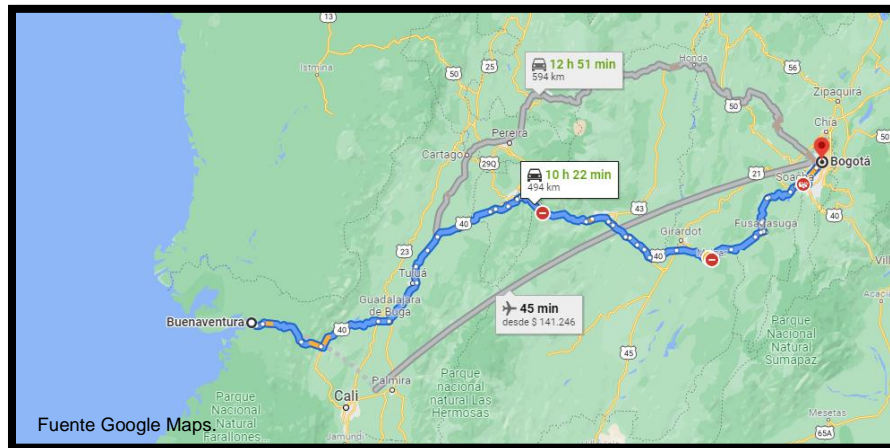 Istmina
50
25
Honda
56
50
Zipaquirá
Chía
50
12 h 51 min
594 km
Pereira
Cartago
29Q
Bogotá
Soacha
21
10 h 22 min
494 km
40
43
40
Girardot
Fusagasugá
40
23
Tuluá
Guadalajara
de Buga
45 min
desde $ 141.246
Buenaventura
40
45
Parque
Nacional
Natural
Sumapaz
Cali
Palmira
Parque
nacional
natural Las
Hermosas
Parque
Nacional
Natural
Farallones
Jamundí
Mesetas
65A
Fuente Google Maps.